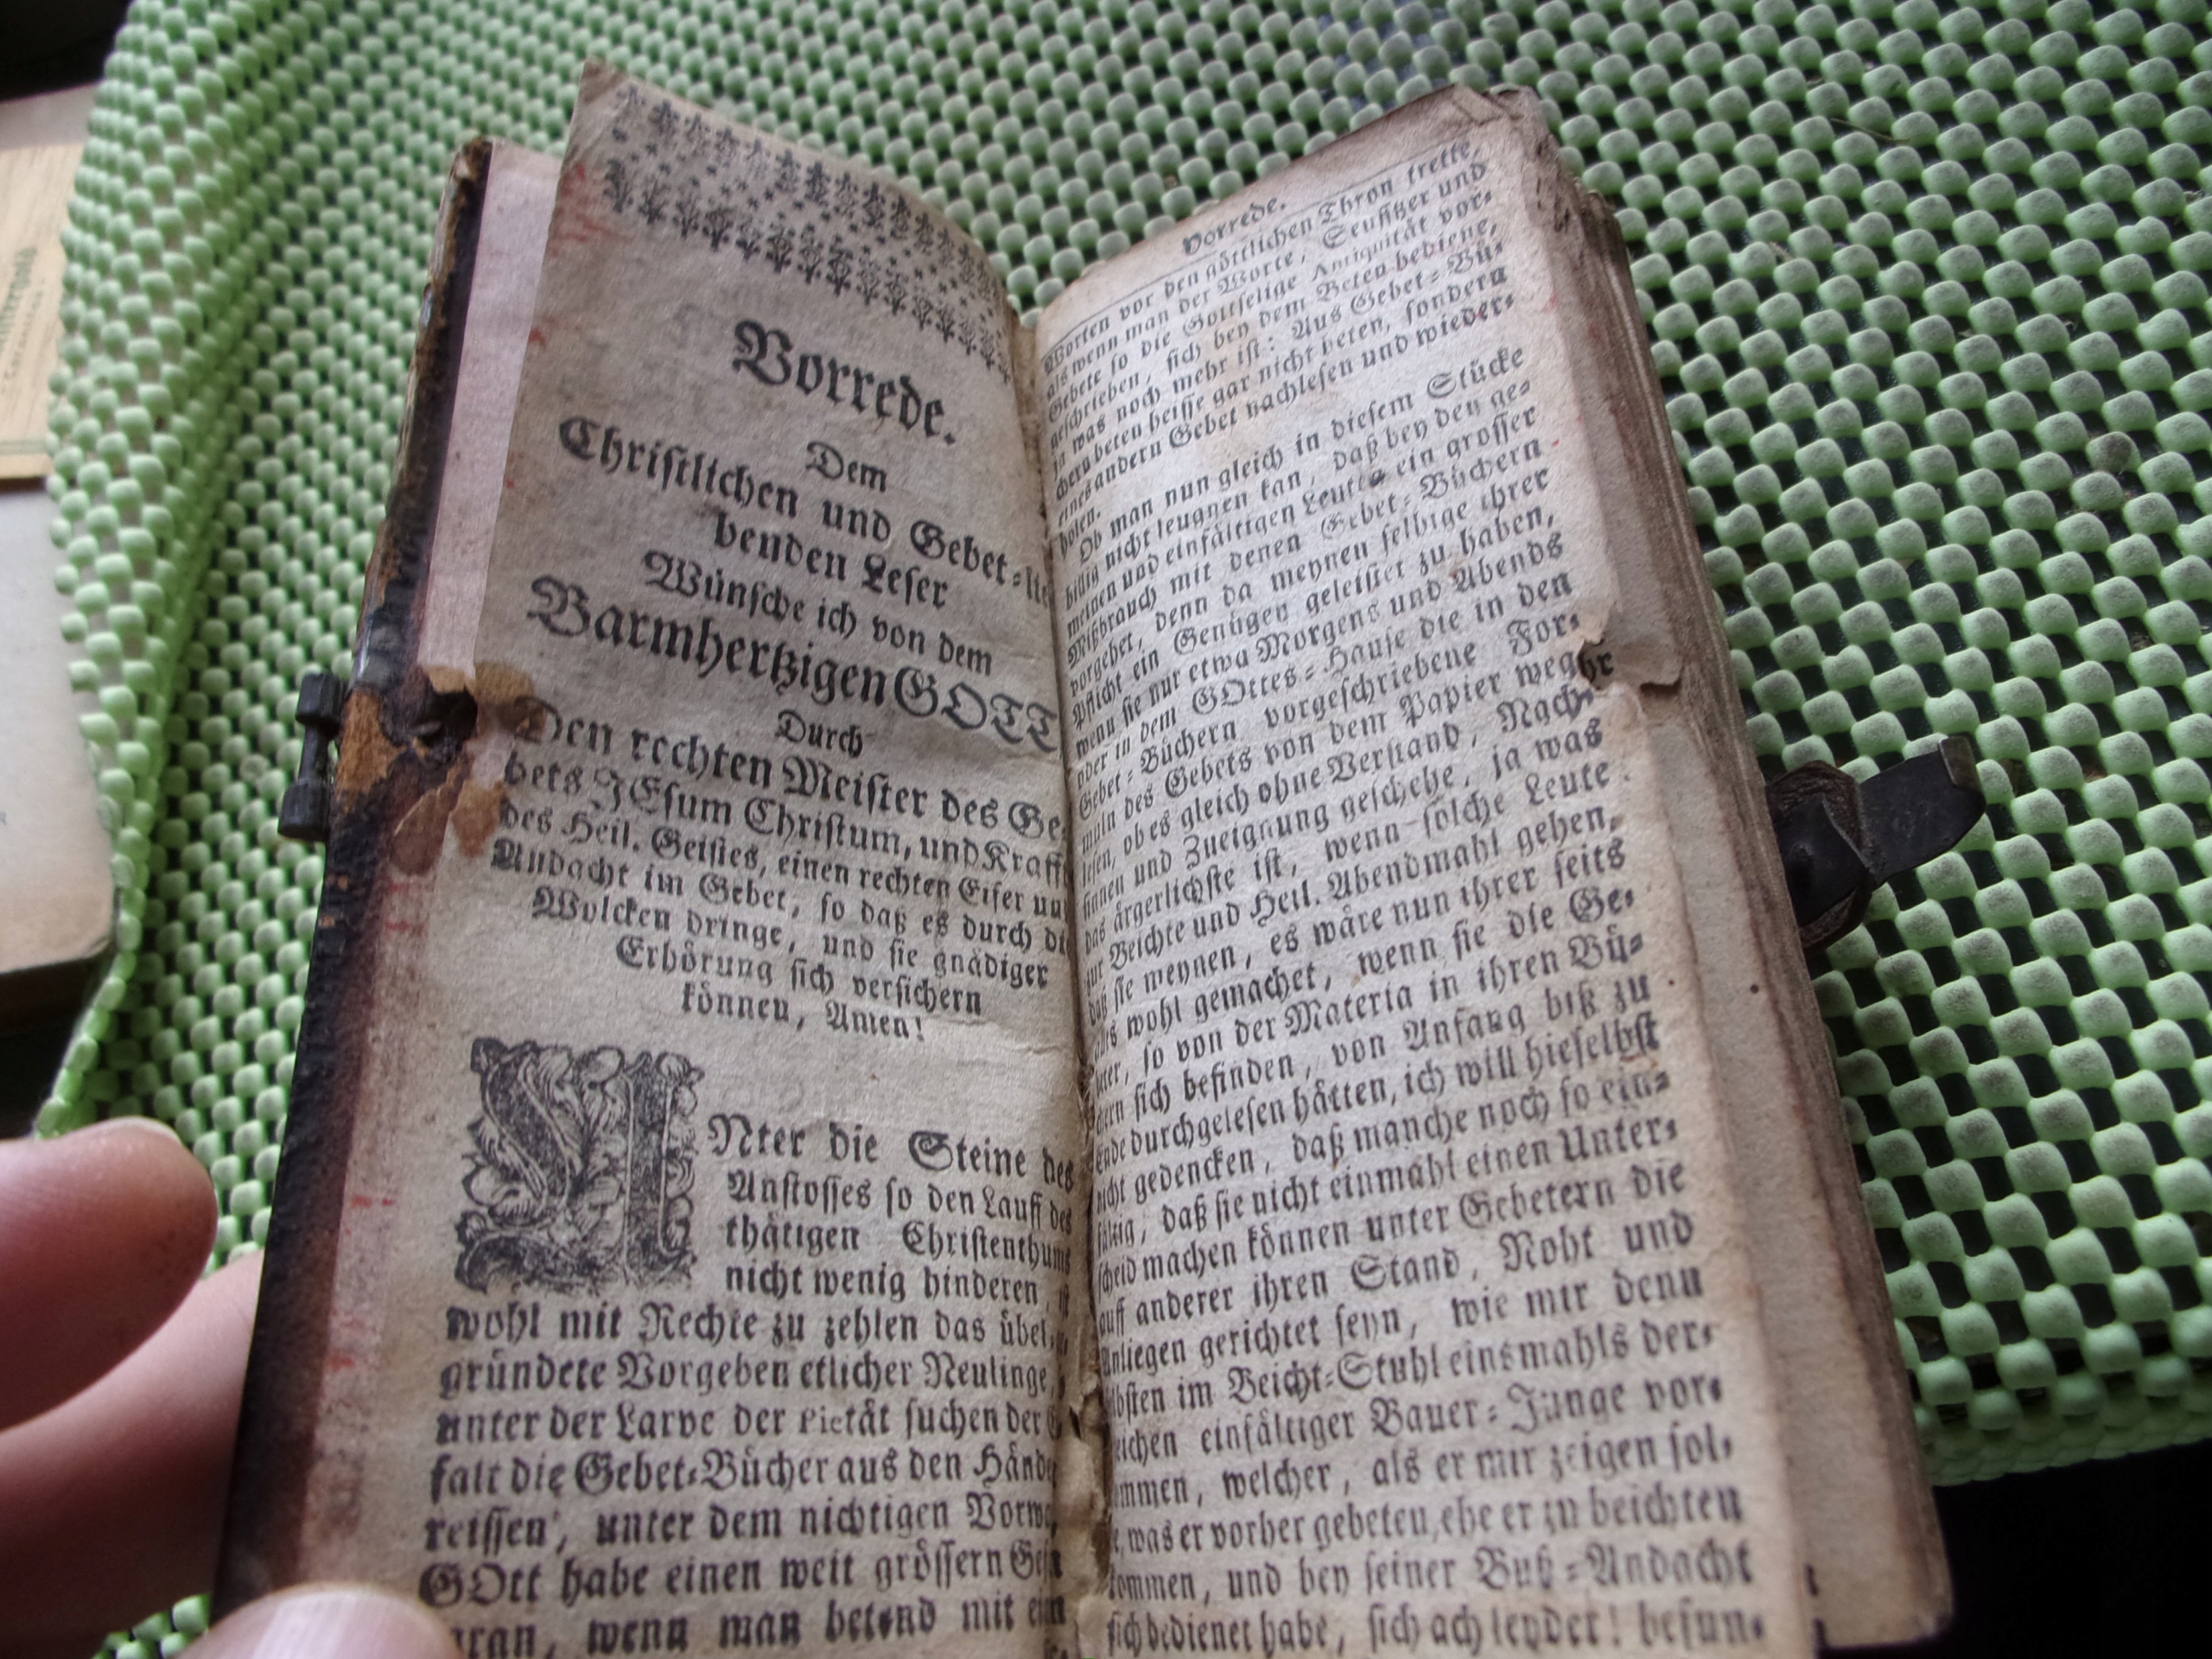 Vorrede.
Dem
Christlichen und Gebet-lie
benden Leser
Wünsche ich von dem
Barmhertzigen GOTT
Durch
Den rechten Meister des Ge-
bets JEsum Christum, und Krafft
des Heil. Geistes, einen rechten Eifer und
Andacht im Gebet, so daß es durch die
Wolcken dringe, und sie gnädiger
Erhörung sich versichern
können, Amen!
UNter die Steine des
Anstosses so den Lauff des
thätigen Christenthums
nicht wenig hinderen, ist
wohl mit Rechte zu zehlen das übel
gründete Vorgeben etlicher Neulinge,
unter der Larve der Pietät suchen der
falt die Gebet-Bücher aus den Hände
reissen, unter dem nichtigen Vorwa
GOtt habe einen weit grössern
aran, wenn man betend mit
Vorrede.
Worten vor den göttlichen Thron trette,
als wenn man der Worte, Seufftzer und
Gebete so die Gottselige Antiquität vor-
geschrieben, sich bey dem Beten bediene,
ja was noch mehr ist: Aus Gebet-Bü-
chern beten heisse gar nicht beten, sondern
eines andern Gebet nachlesen und wieder-
holen.
Ob man nun gleich in diesem Stücke
billig nicht leugnen kan, daß bey den ge-
meinen und einfältigen Leuten ein grosser
Mißbrauch mit denen Gebet-Büchern
vorgehet, denn da meynen selbige ihrer
Pflicht ein Genügen geleistet zu haben,
wenn sie nur etwa Morgens und Abends
oder in dem GOttes-Hause die in den
Gebet-Büchern vorgeschriebene For-
muln des Gebets von dem Papier weg
lesen, ob es gleich ohne Verstand, Nach-
sinnen und Zueignung geschehe, ja was
das ärgerlichste ist, wenn solche Leute
zur Beichte und Heil. Abendmahl gehen,
daß sie meynen, es wäre nun ihrer seits
alles wohl gemachet, wenn sie die Ge-
beter, so von der Materia in ihren Bü-
chern sich befinden, von Anfang biß zu
Ende durchgelesen hätten, ich will hieselbst
nicht gedencken, daß manche noch so ein-
fältig, daß sie nicht einmahl einen Unter-
scheid machen können unter Gebetern die
auff anderer ihren Stand, Noht und
Anliegen gerichtet seyn, wie mir denn
selbsten im Beicht-Stuhl einsmahls der-
gleichen einfältiger Bauer-Junge vor-
kommen, welcher, als er mir zeigen sol-
te, was er vorher gebeten, ehe er zu beichten
kommen, und bey seiner Buß-Andacht
sich bedienet habe, sich ach leyder! befun-